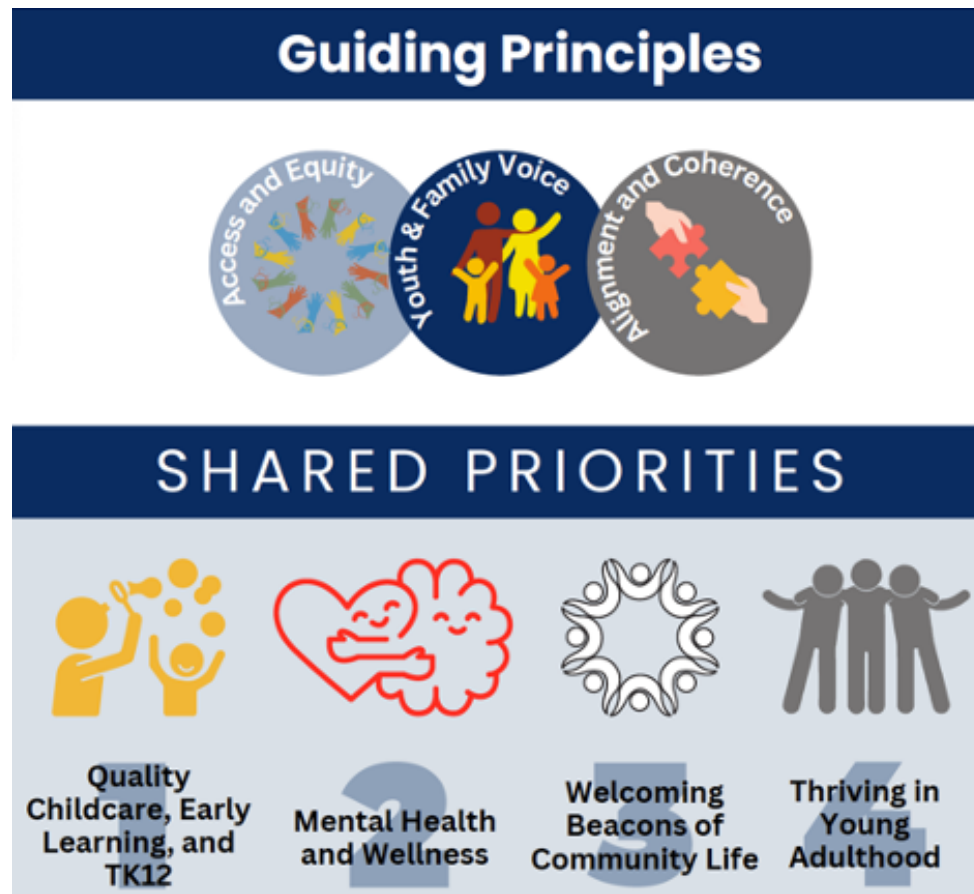 Guiding Principles
Access and Equity
Youth & Family Voice
Alignment and Coherence
SHARED PRIORITIES
1
Quality
Childcare, Early
Learning, and
TK12
2
Mental Health
and Wellness
3
Welcoming
Beacons of
Community Life
4
Thriving in
Young
Adulthood